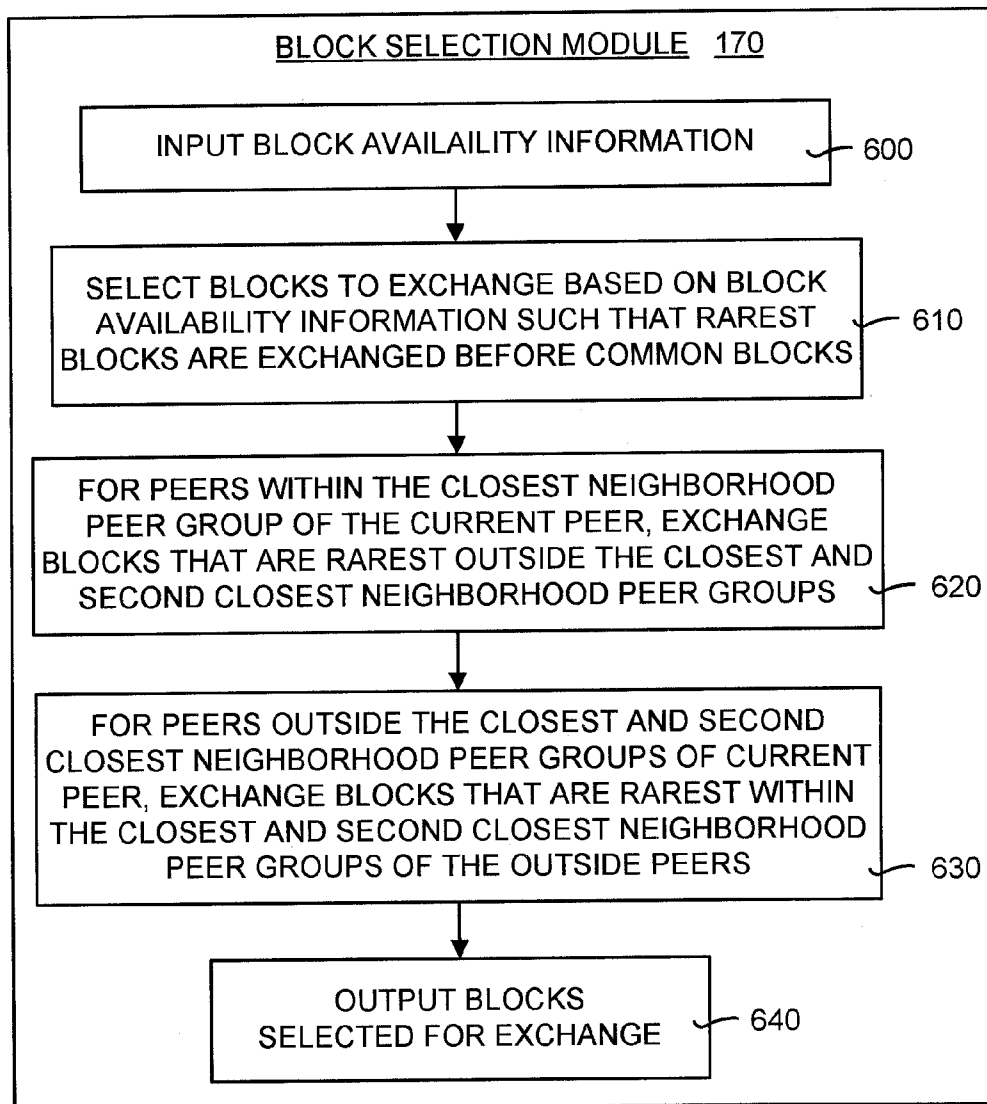 BLOCK SELECTION MODULE 170
INPUT BLOCK AVAILAILITY INFORMATION
600
SELECT BLOCKS TO EXCHANGE BASED ON BLOCK
AVAILABILITY INFORMATION SUCH THAT RAREST
BLOCKS ARE EXCHANGED BEFORE COMMON BLOCKS
610
FOR PEERS WITHIN THE CLOSEST NEIGHBORHOOD
PEER GROUP OF THE CURRENT PEER, EXCHANGE
BLOCKS THAT ARE RAREST OUTSIDE THE CLOSEST AND
SECOND CLOSEST NEIGHBORHOOD PEER GROUPS
620
FOR PEERS OUTSIDE THE CLOSEST AND SECOND
CLOSEST NEIGHBORHOOD PEER GROUPS OF CURRENT
PEER, EXCHANGE BLOCKS THAT ARE RAREST WITHIN
THE CLOSEST AND SECOND CLOSEST NEIGHBORHOOD
PEER GROUPS OF THE OUTSIDE PEERS
630
OUTPUT BLOCKS
SELECTED FOR EXCHANGE
640